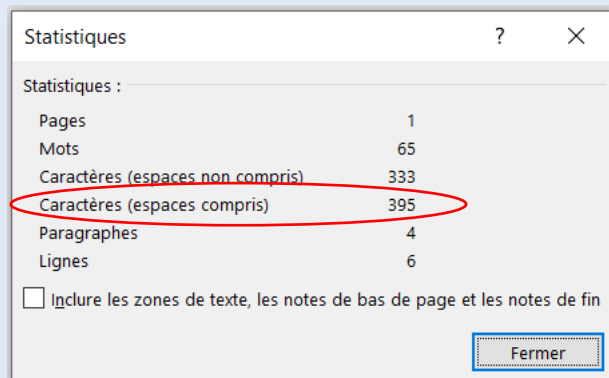 Statistiques ? ×
Statistiques :
Pages 1
Mots 65
Caractères (espaces non compris) 333
Caractères (espaces compris) 395
Paragraphes 4
Lignes 6
Inclure les zones de texte, les notes de bas de page et les notes de fin
Fermer